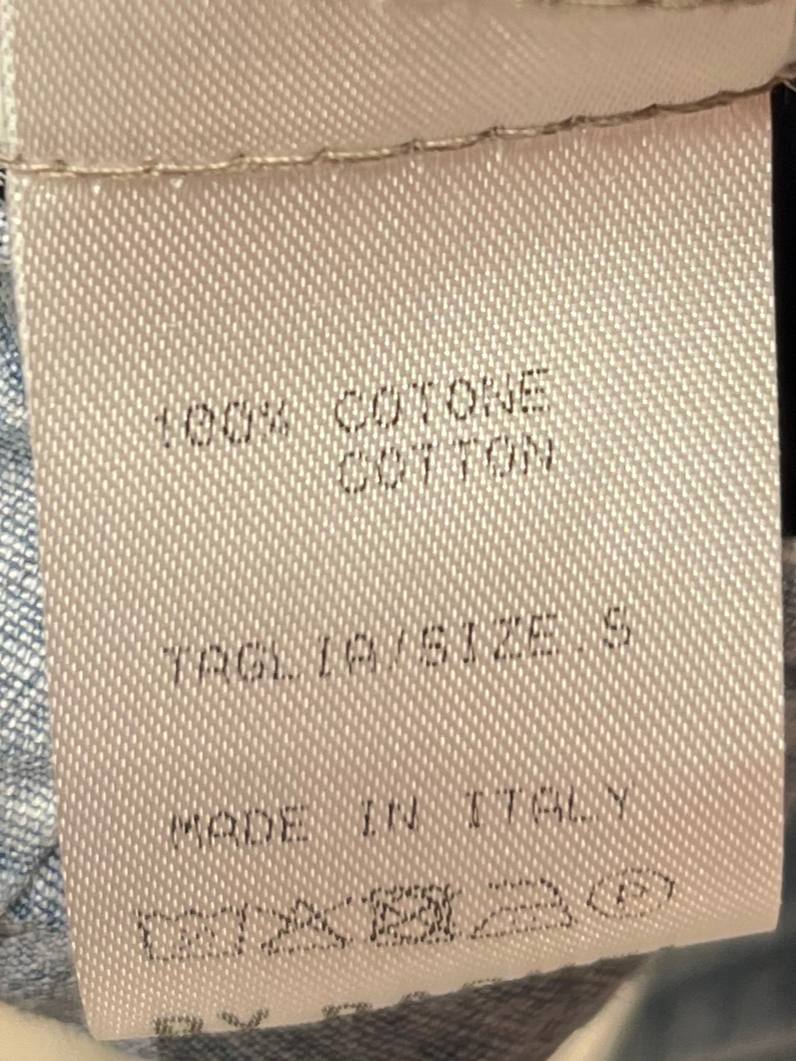 100% COTONE
COTTON
TAGLIA/SIZE.S
MADE IN ITALY
P